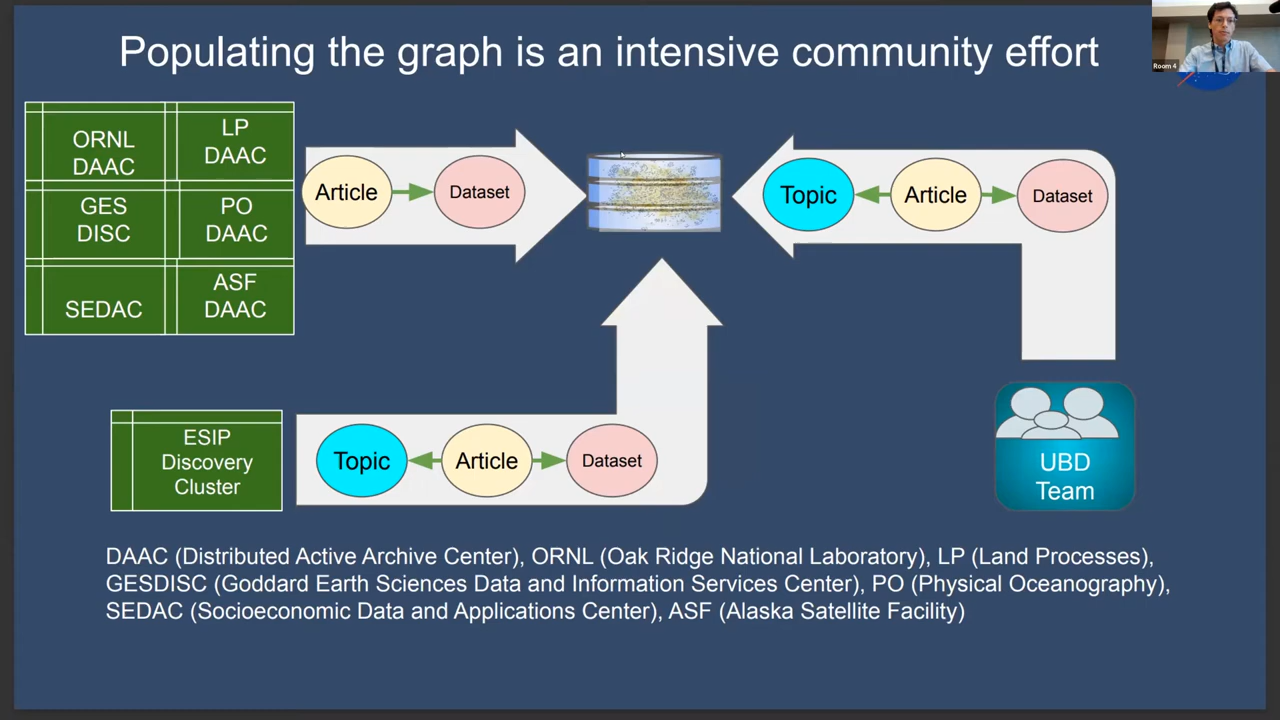 Populating the graph is an intensive community effort
Room 4
ORNL
DAAC
LP
DAAC
GES
DISC
PO
DAAC
SEDAC
ASF
DAAC
Article
Dataset
Topic
Article
Dataset
ESIP
Discovery
Cluster
Topic
Article
Dataset
UBD
Team
DAAC (Distributed Active Archive Center), ORNL (Oak Ridge National Laboratory), LP (Land Processes),
GESDISC (Goddard Earth Sciences Data and Information Services Center), PO (Physical Oceanography),
SEDAC (Socioeconomic Data and Applications Center), ASF (Alaska Satellite Facility)